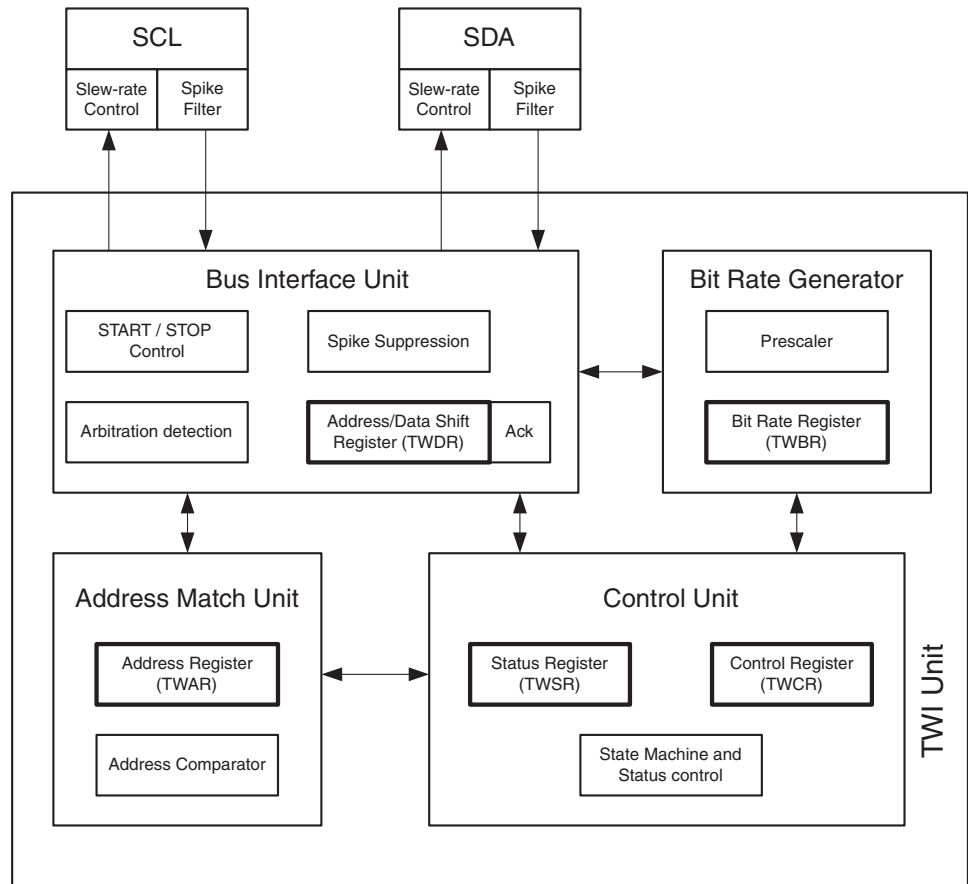 SCL
Slew-rate
Control
Spike
Filter
SDA
Slew-rate
Control
Spike
Filter
Bus Interface Unit
START / STOP
Control
Spike Suppression
Arbitration detection
Address/Data Shift
Register (TWDR)
Ack
Bit Rate Generator
Prescaler
Bit Rate Register
(TWBR)
Address Match Unit
Address Register
(TWAR)
Address Comparator
Control Unit
Status Register
(TWSR)
Control Register
(TWCR)
State Machine and
Status control
TWI Unit